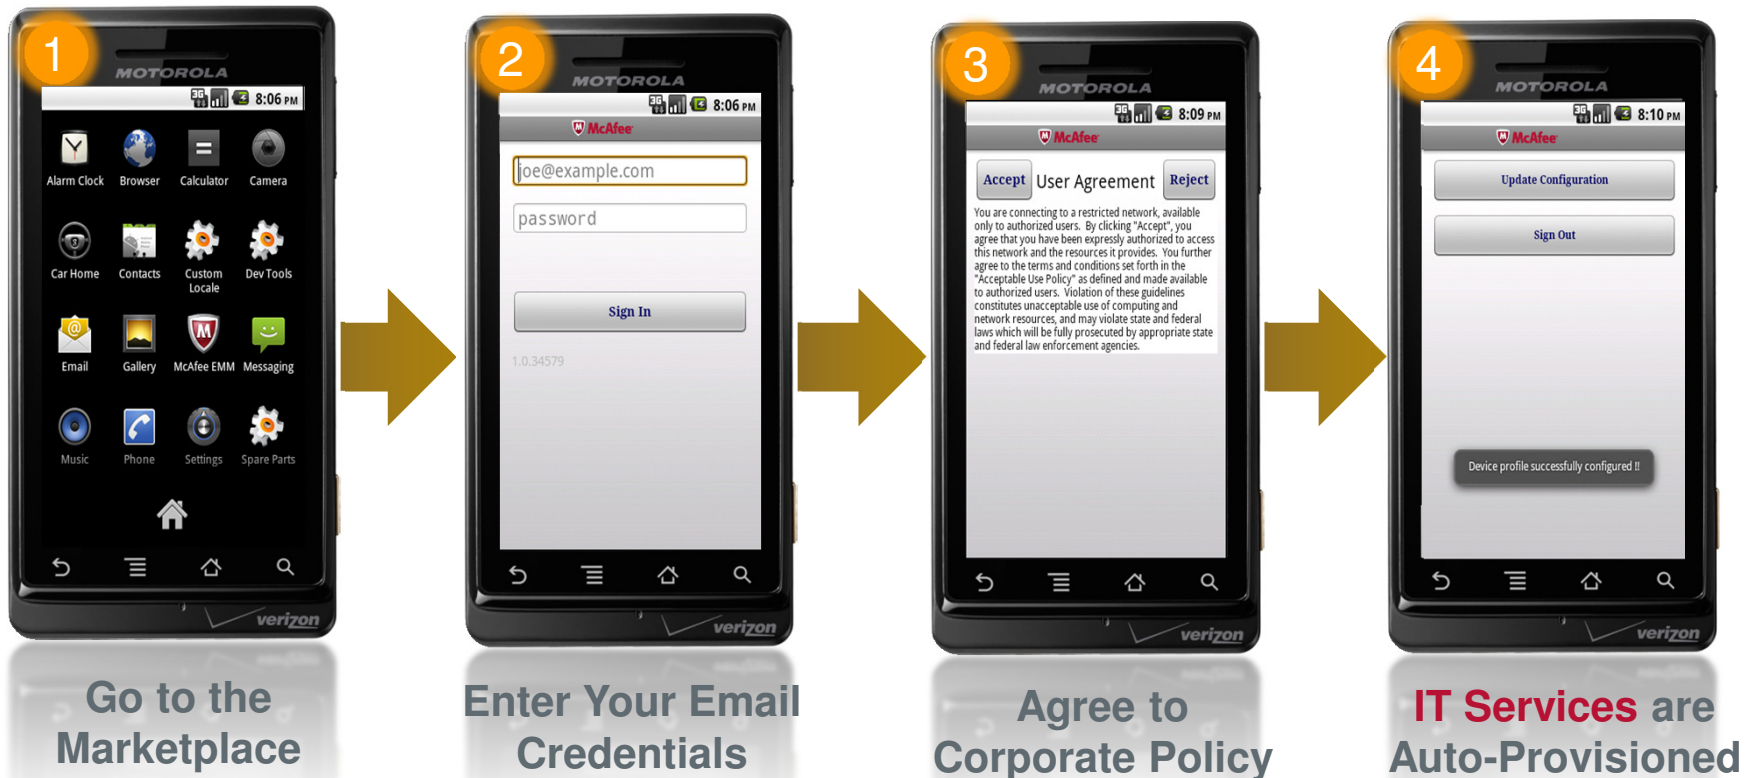 1
MOTOROLA
3G 8:06 PM
Alarm Clock Browser Calculator Camera
Car Home Contacts Custom Locale Dev Tools
Email Gallery McAfee EMM Messaging
Music Phone Settings Spare Parts
verizon
Go to the
Marketplace
2
MOTOROLA
3G 8:06 PM
McAfee
joe@example.com
password
Sign In
1.0.34579
verizon
Enter Your Email
Credentials
3
MOTOROLA
3G 8:09 PM
McAfee
Accept User Agreement Reject
You are connecting to a restricted network, available
only to authorized users. By clicking "Accept", you
agree that you have been expressly authorized to access
this network and the resources it provides. You further
agree to the terms and conditions set forth in the
"Acceptable Use Policy" as defined and made available
to authorized users. Violation of these guidelines
constitutes unacceptable use of computing and
network resources, and may violate state and federal
laws which will be fully prosecuted by appropriate state
and federal law enforcement agencies.
verizon
Agree to
Corporate Policy
4
MOTOROLA
3G 8:10 PM
McAfee
Update Configuration
Sign Out
Device profile successfully configured !!
verizon
IT Services are
Auto-Provisioned